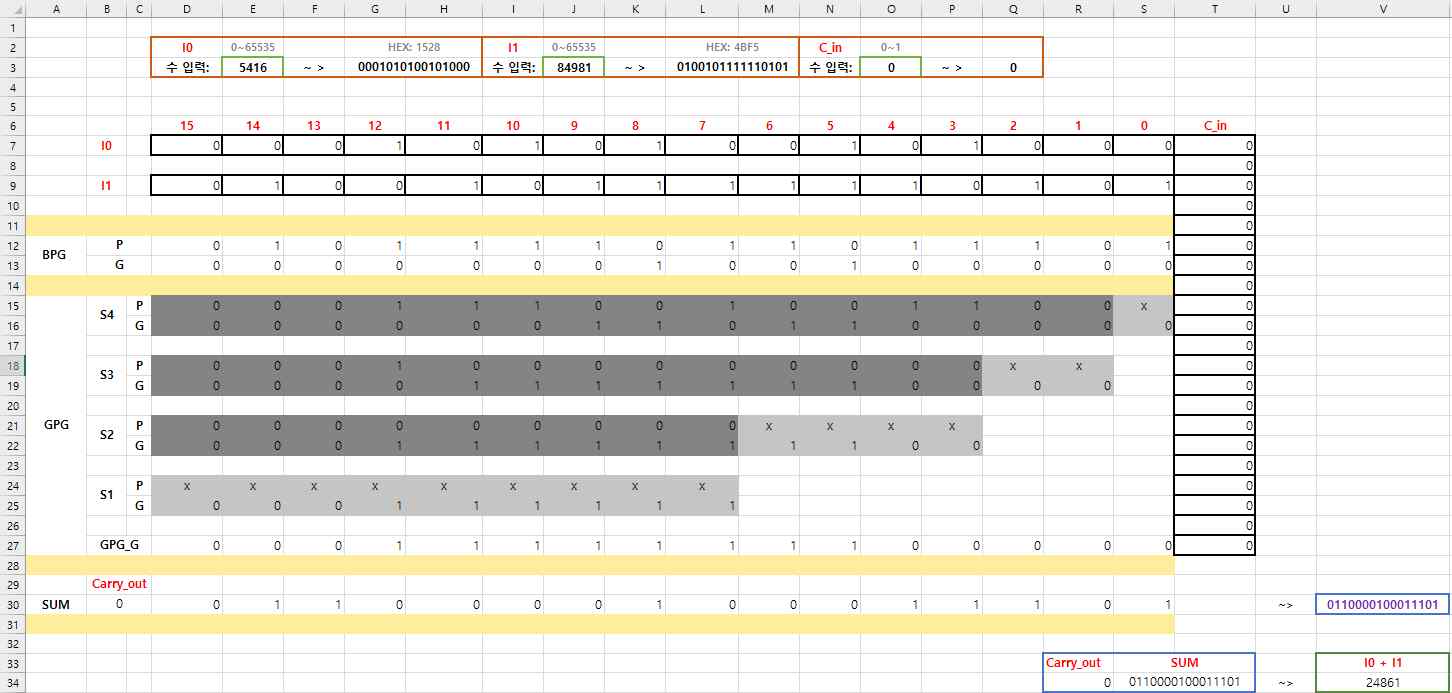 A B C D E F G H I J K L M N O P Q R S T U V
1
2 I0 0~65535 HEX: 1528 I1 0~65535 HEX: 4BF5 C_in 0~1
3 수 입력: 5416 ~ > 0001010100101000 수 입력: 84981 ~ > 0100101111110101 수 입력: 0 ~ > 0
4
5
6 15 14 13 12 11 10 9 8 7 6 5 4 3 2 1 0 C_in
7 I0 0 0 0 1 0 1 0 1 0 0 1 0 1 0 0 0 0
8 0
9 I1 0 1 0 0 1 0 1 1 1 1 1 1 0 1 0 1 0
10 0
11 0
12 BPG P 0 1 0 1 1 1 1 0 1 1 0 1 1 1 0 1 0
13 G 0 0 0 0 0 0 0 1 0 0 1 0 0 0 0 0 0
14 0
15 S4 P 0 0 0 1 1 1 0 0 1 0 0 1 1 0 0 x 0
16 G 0 0 0 0 0 0 1 1 0 1 1 0 0 0 0 0 0
17 0
18 S3 P 0 0 0 1 0 0 0 0 0 0 0 0 0 x x 0
19 G 0 0 0 0 1 1 1 1 1 1 1 0 0 0 0 0
20 0
21 GPG S2 P 0 0 0 0 0 0 0 0 0 x x x x 0
22 G 0 0 0 1 1 1 1 1 1 1 1 0 0 0
23 0
24 S1 P x x x x x x x x x 0
25 G 0 0 0 1 1 1 1 1 1 0
26 0
27 GPG_G 0 0 0 1 1 1 1 1 1 1 1 0 0 0 0 0 0
28
29 Carry_out
30 SUM 0 0 1 1 0 0 0 0 1 0 0 0 1 1 1 0 1 ~> 0110000100011101
31
32
33 Carry_out SUM I0 + I1
34 0 0110000100011101 ~> 24861